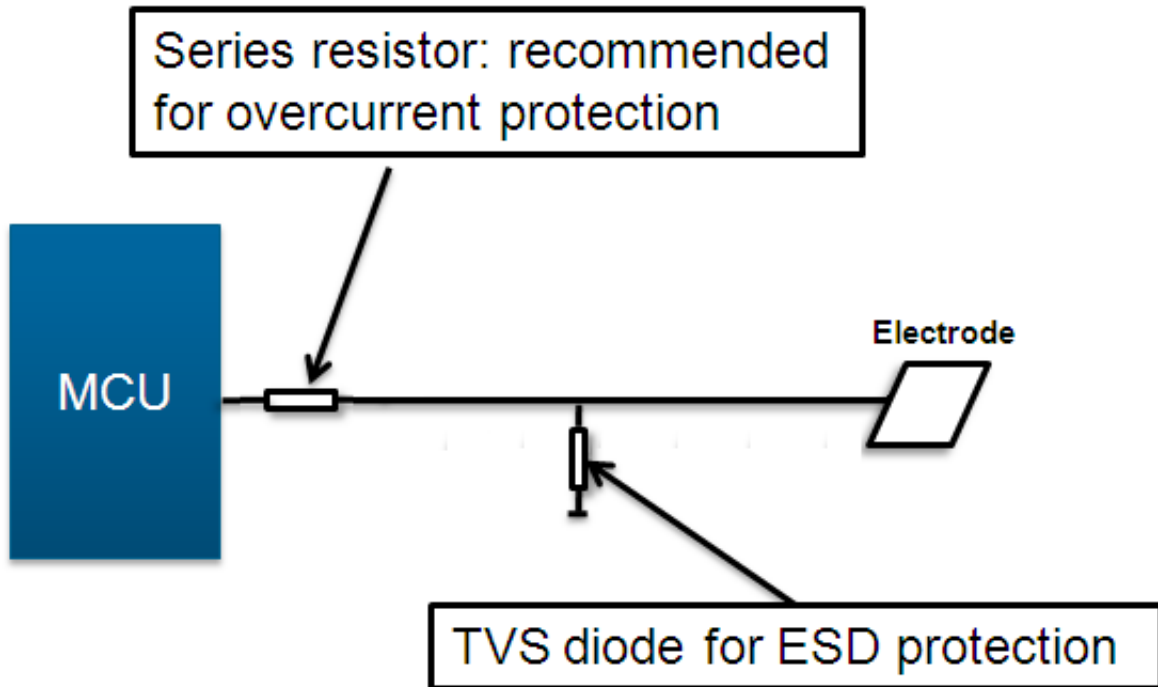 Series resistor: recommended
for overcurrent protection
Electrode
MCU
TVS diode for ESD protection